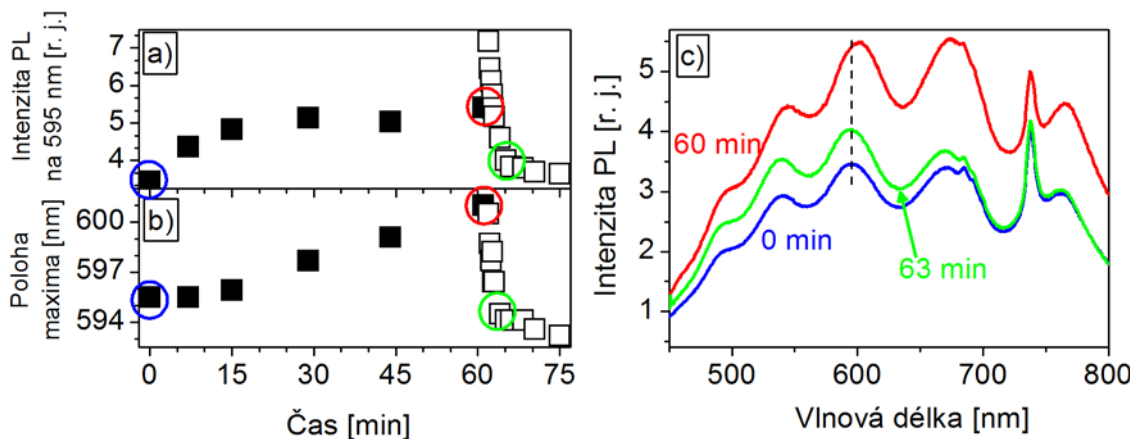 Intenzita PL
na 595 nm [r. j.]
7
6
5
4
a)
Poloha
maxima [nm]
600
597
594
b)
0 15 30 45 60 75
Čas [min]
Intenzita PL [r. j.]
5
4
3
2
1
c)
60 min
0 min
63 min
500 600 700 800
Vlnová délka [nm]